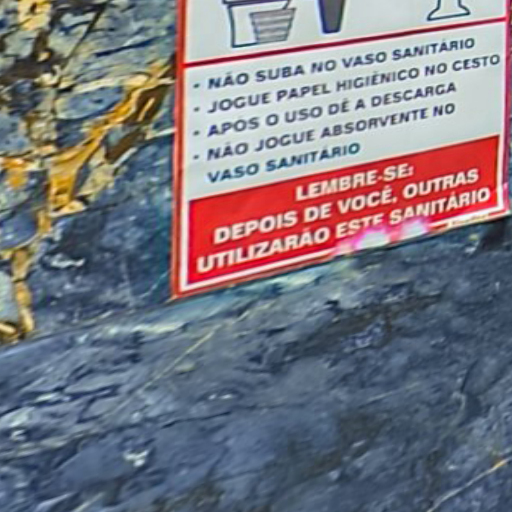 • NÃO SUBA NO VASO SANITÁRIO
• JOGUE PAPEL HIGIÊNICO NO CESTO
• APÓS O USO DÊ A DESCARGA
• NÃO JOGUE ABSORVENTE NO
VASO SANITÁRIO
LEMBRE-SE:
DEPOIS DE VOCÊ, OUTRAS
UTILIZARÃO ESTE SANITÁRIO